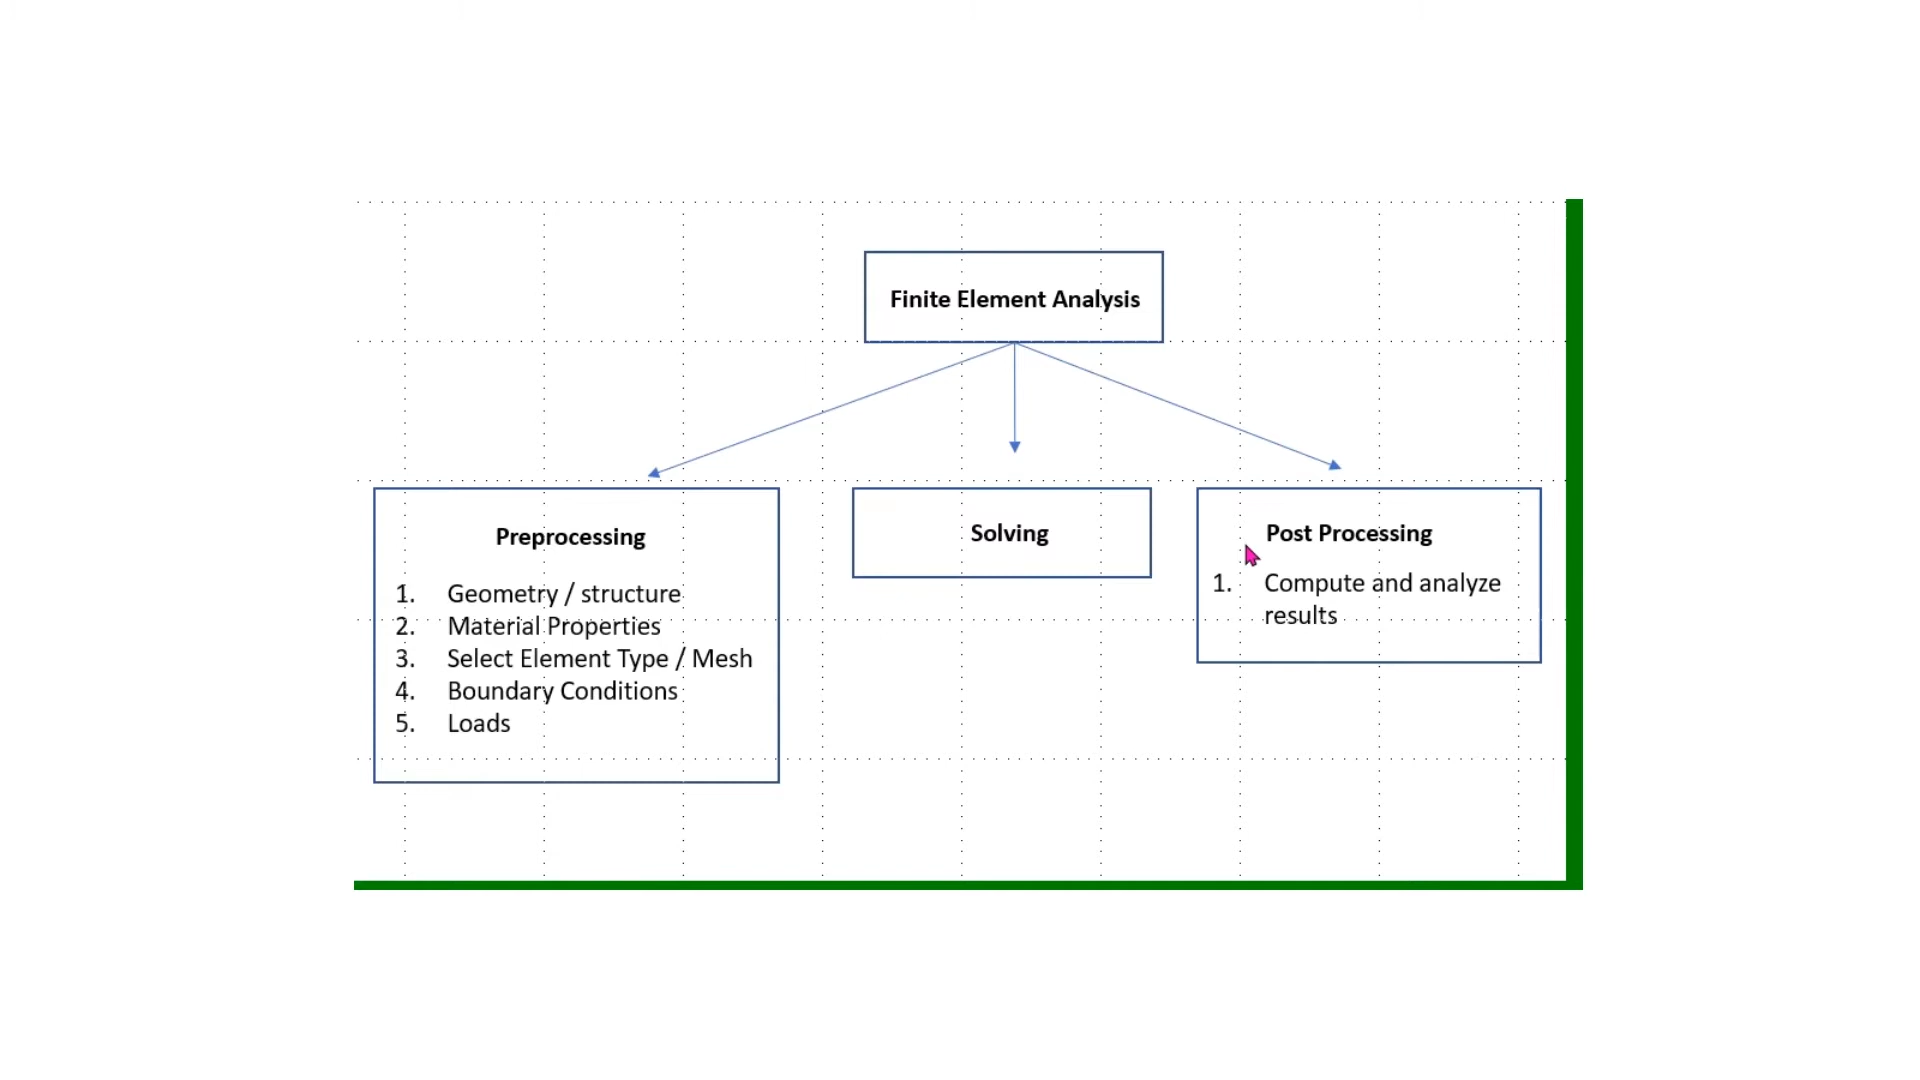 Finite Element Analysis
Preprocessing
1. Geometry / structure
2. Material Properties
3. Select Element Type / Mesh
4. Boundary Conditions
5. Loads
Solving
Post Processing
1. Compute and analyze
results